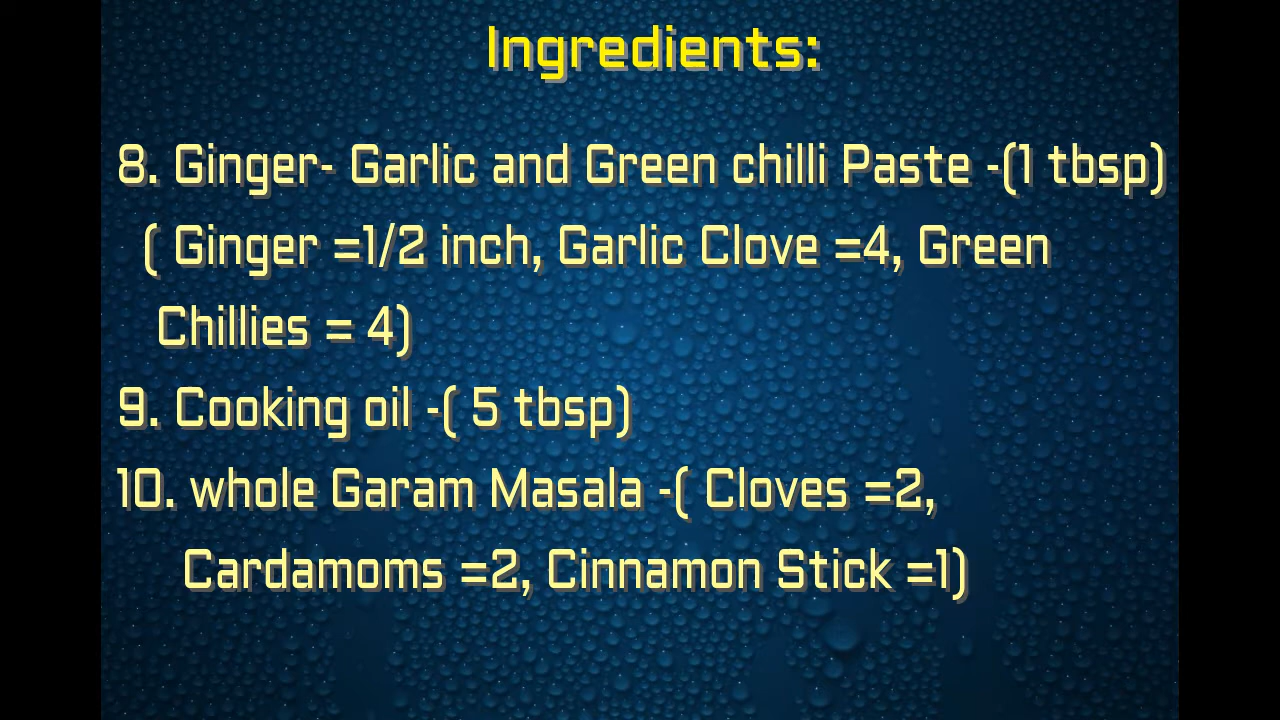 Ingredients:
8. Ginger- Garlic and Green chilli Paste -(1 tbsp)
( Ginger =1/2 inch, Garlic Clove =4, Green
Chillies = 4)
9. Cooking oil -( 5 tbsp)
10. whole Garam Masala -( Cloves =2,
Cardamoms =2, Cinnamon Stick =1)